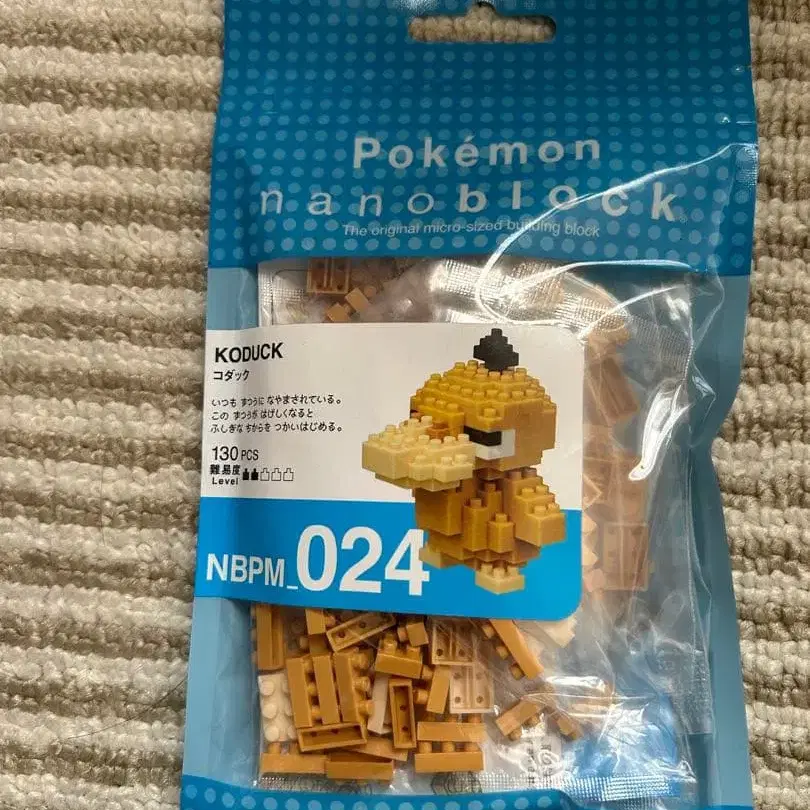 Pokémon
nanoblock®
The original micro-sized building block
KODUCK
コダック
いつも ずつうに なやまされている。
この ずつうが はげしくなると
ふしぎな ちからを つかいはじめる。
130 PCS
難易度
Level
NBPM_024